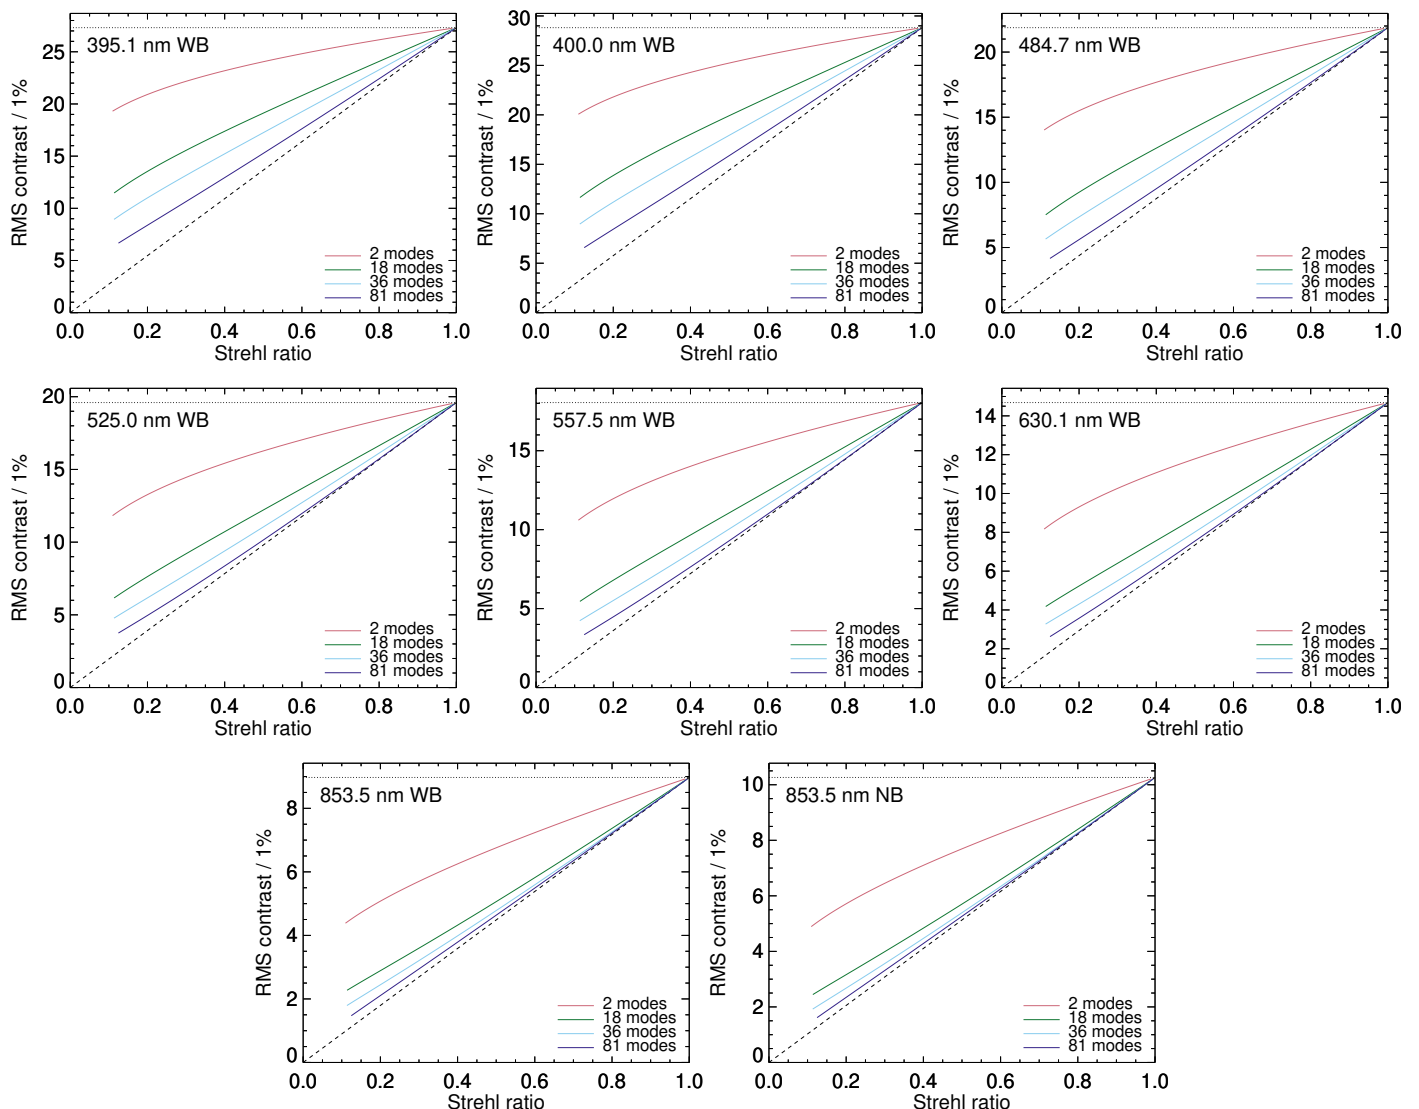 395.1 nm WB
RMS contrast / 1%
25
20
15
10
5
0
2 modes
18 modes
36 modes
81 modes
0.0 0.2 0.4 0.6 0.8 1.0
Strehl ratio
400.0 nm WB
RMS contrast / 1%
30
25
20
15
10
5
0
2 modes
18 modes
36 modes
81 modes
0.0 0.2 0.4 0.6 0.8 1.0
Strehl ratio
484.7 nm WB
RMS contrast / 1%
20
15
10
5
0
2 modes
18 modes
36 modes
81 modes
0.0 0.2 0.4 0.6 0.8 1.0
Strehl ratio
525.0 nm WB
RMS contrast / 1%
20
15
10
5
0
2 modes
18 modes
36 modes
81 modes
0.0 0.2 0.4 0.6 0.8 1.0
Strehl ratio
557.5 nm WB
RMS contrast / 1%
15
10
5
0
2 modes
18 modes
36 modes
81 modes
0.0 0.2 0.4 0.6 0.8 1.0
Strehl ratio
630.1 nm WB
RMS contrast / 1%
14
12
10
8
6
4
2
0
2 modes
18 modes
36 modes
81 modes
0.0 0.2 0.4 0.6 0.8 1.0
Strehl ratio
853.5 nm WB
RMS contrast / 1%
8
6
4
2
0
2 modes
18 modes
36 modes
81 modes
0.0 0.2 0.4 0.6 0.8 1.0
Strehl ratio
853.5 nm NB
RMS contrast / 1%
10
8
6
4
2
0
2 modes
18 modes
36 modes
81 modes
0.0 0.2 0.4 0.6 0.8 1.0
Strehl ratio